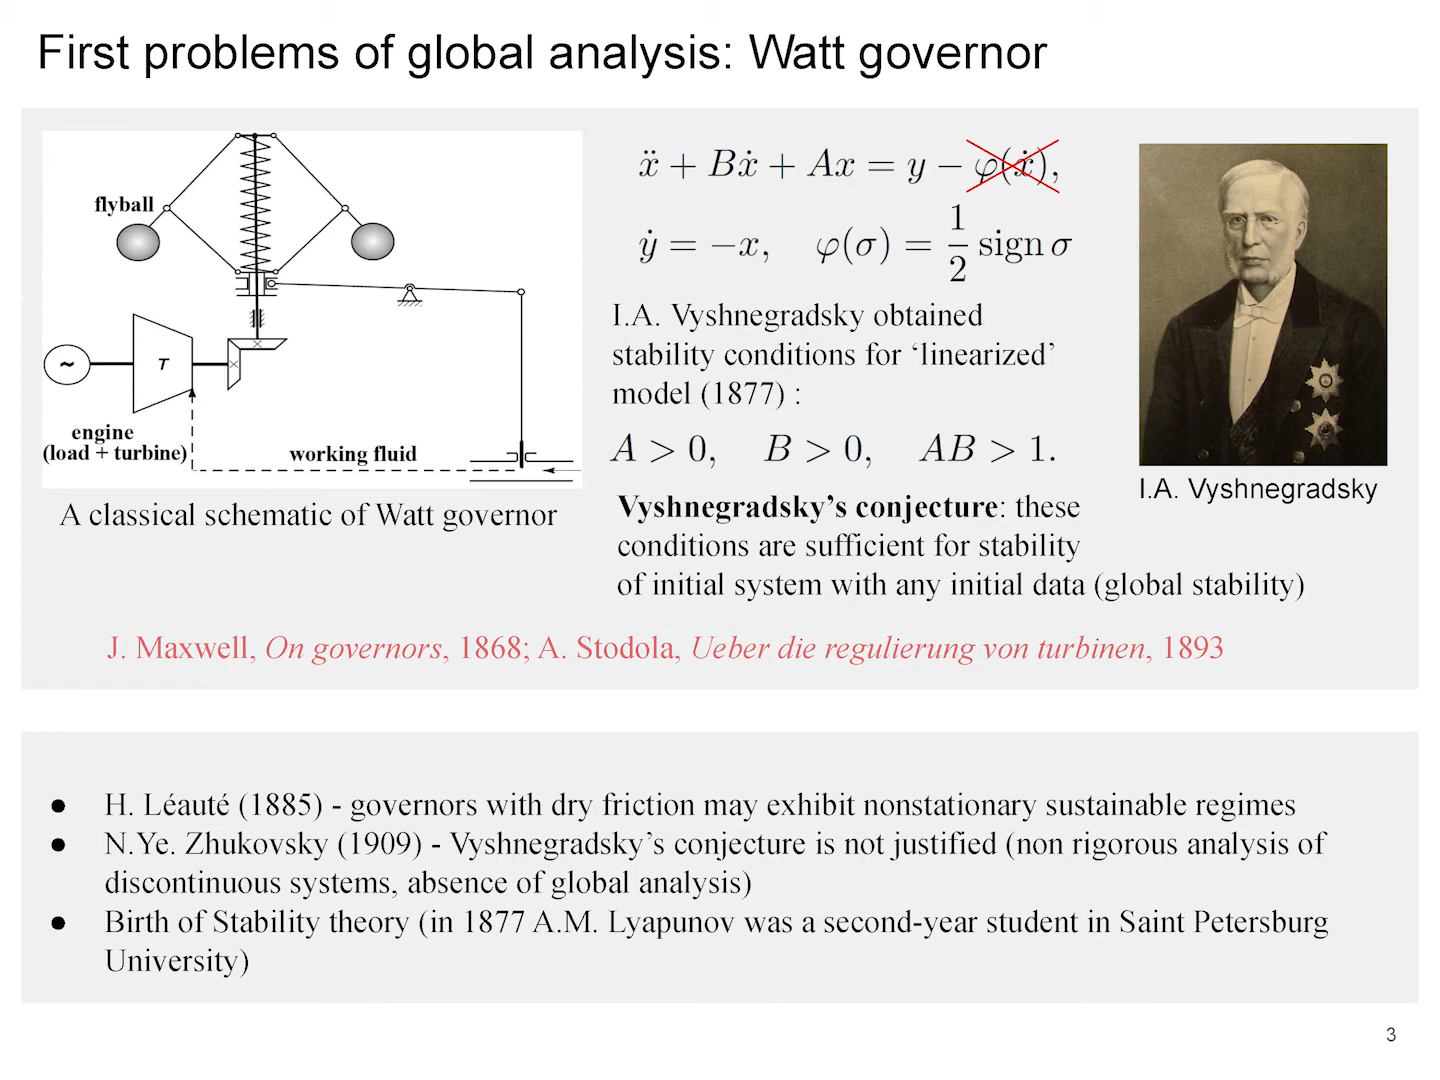 First problems of global analysis: Watt governor
flyball
T
~
engine
(load + turbine)
working fluid
A classical schematic of Watt governor
ẍ + Bẋ + Ax = y − φ(ẋ),
ẏ = −x, φ(σ) = 1/2 sign σ
I.A. Vyshnegradsky obtained
stability conditions for ‘linearized’
model (1877) :
A > 0, B > 0, AB > 1.
Vyshnegradsky’s conjecture: these
conditions are sufficient for stability
of initial system with any initial data (global stability)
I.A. Vyshnegradsky
J. Maxwell, On governors, 1868; A. Stodola, Ueber die regulierung von turbinen, 1893
● H. Léauté (1885) - governors with dry friction may exhibit nonstationary sustainable regimes
● N.Ye. Zhukovsky (1909) - Vyshnegradsky’s conjecture is not justified (non rigorous analysis of
discontinuous systems, absence of global analysis)
● Birth of Stability theory (in 1877 A.M. Lyapunov was a second-year student in Saint Petersburg
University)
3